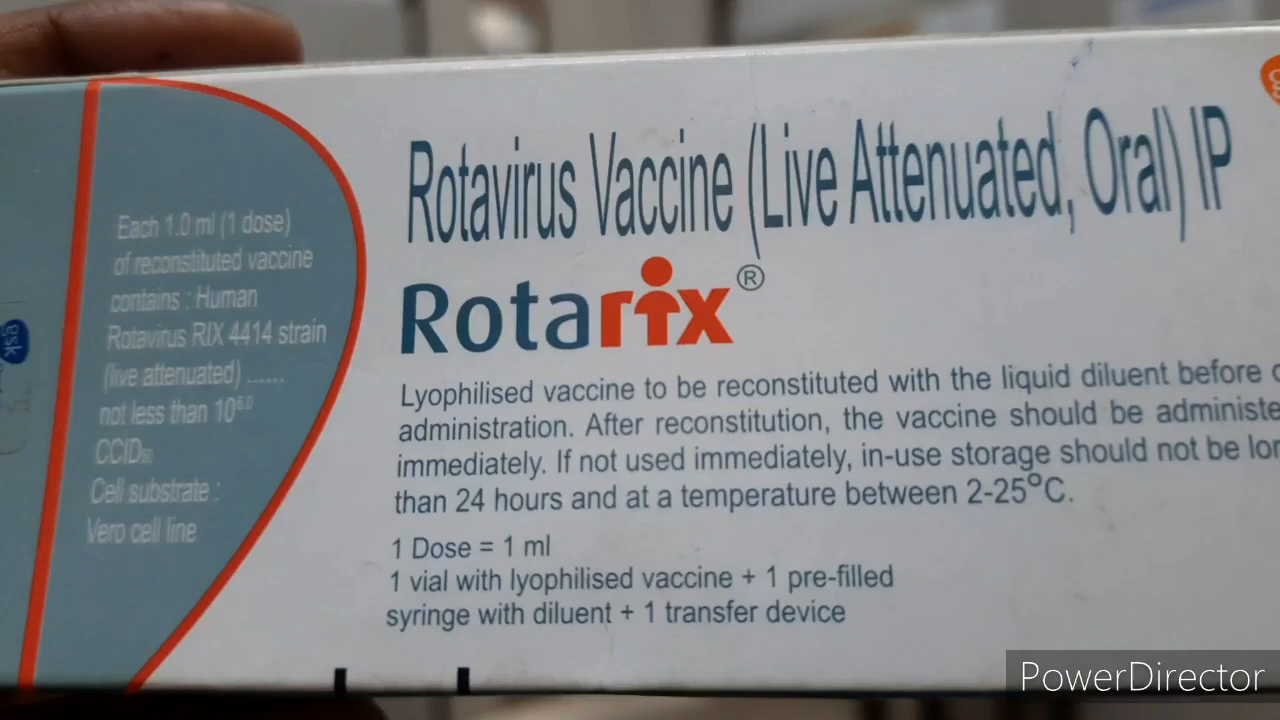 Each 1.0 ml (1 dose)
of reconstituted vaccine
contains : Human
Rotavirus RIX 4414 strain
(live attenuated) ......
not less than 10⁶·⁰
CCID₅₀
Cell substrate :
Vero cell line
gsk
Rotavirus Vaccine (Live Attenuated, Oral) IP
Rotarix®
Lyophilised vaccine to be reconstituted with the liquid diluent before
administration. After reconstitution, the vaccine should be administe
immediately. If not used immediately, in-use storage should not be lon
than 24 hours and at a temperature between 2-25°C.
1 Dose = 1 ml
1 vial with lyophilised vaccine + 1 pre-filled
syringe with diluent + 1 transfer device
PowerDirector